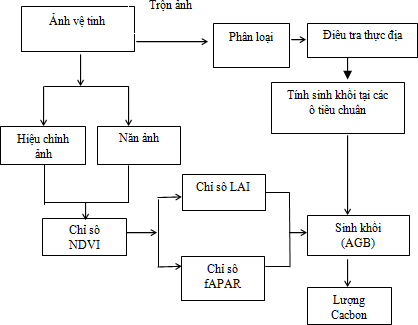 Trộn ảnh
Ảnh vệ tinh
Phân loại
Điều tra thực địa
Tính sinh khối tại các
ô tiêu chuẩn
Hiệu chỉnh
ảnh
Nắn ảnh
Chỉ số LAI
Chỉ số
NDVI
Sinh khối
(AGB)
Chỉ số
fAPAR
Lượng
Cacbon